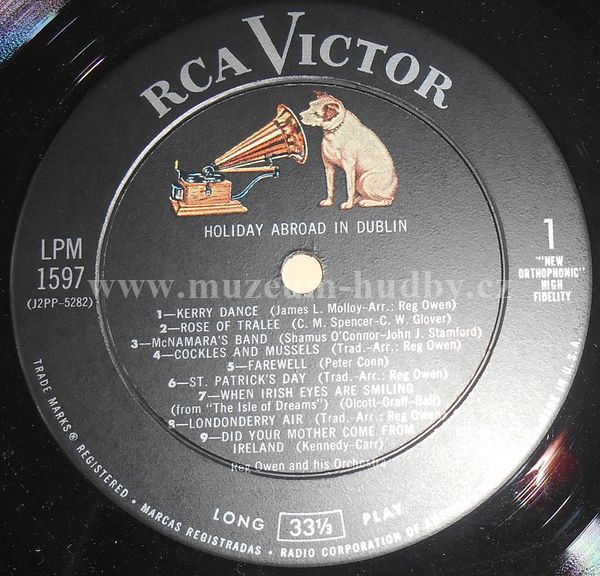 RCA VICTOR
HOLIDAY ABROAD IN DUBLIN
LPM
1597
(J2PP-5282)
1
"NEW
ORTHOPHONIC"
HIGH
FIDELITY
www.muzeum-hudby.cz
1—KERRY DANCE (James L. Molloy-Arr.: Reg Owen)
2—ROSE OF TRALEE (C. M. Spencer-C. W. Glover)
3—McNAMARA'S BAND (Shamus O'Connor-John J. Stamford)
4—COCKLES AND MUSSELS (Trad.-Arr.: Reg Owen)
5—FAREWELL (Peter Conn)
6—ST. PATRICK'S DAY (Trad.-Arr.: Reg Owen)
7—WHEN IRISH EYES ARE SMILING
(from "The Isle of Dreams") (Olcott-Graff-Ball)
8—LONDONDERRY AIR (Trad.-Arr.: Reg Owen)
9—DID YOUR MOTHER COME FROM
IRELAND (Kennedy-Carr)
Reg Owen and his Orchestra
LONG 33⅓ PLAY
TRADE MARKS ® REGISTERED • MARCAS REGISTRADAS • RADIO CORPORATION OF U.S.A.